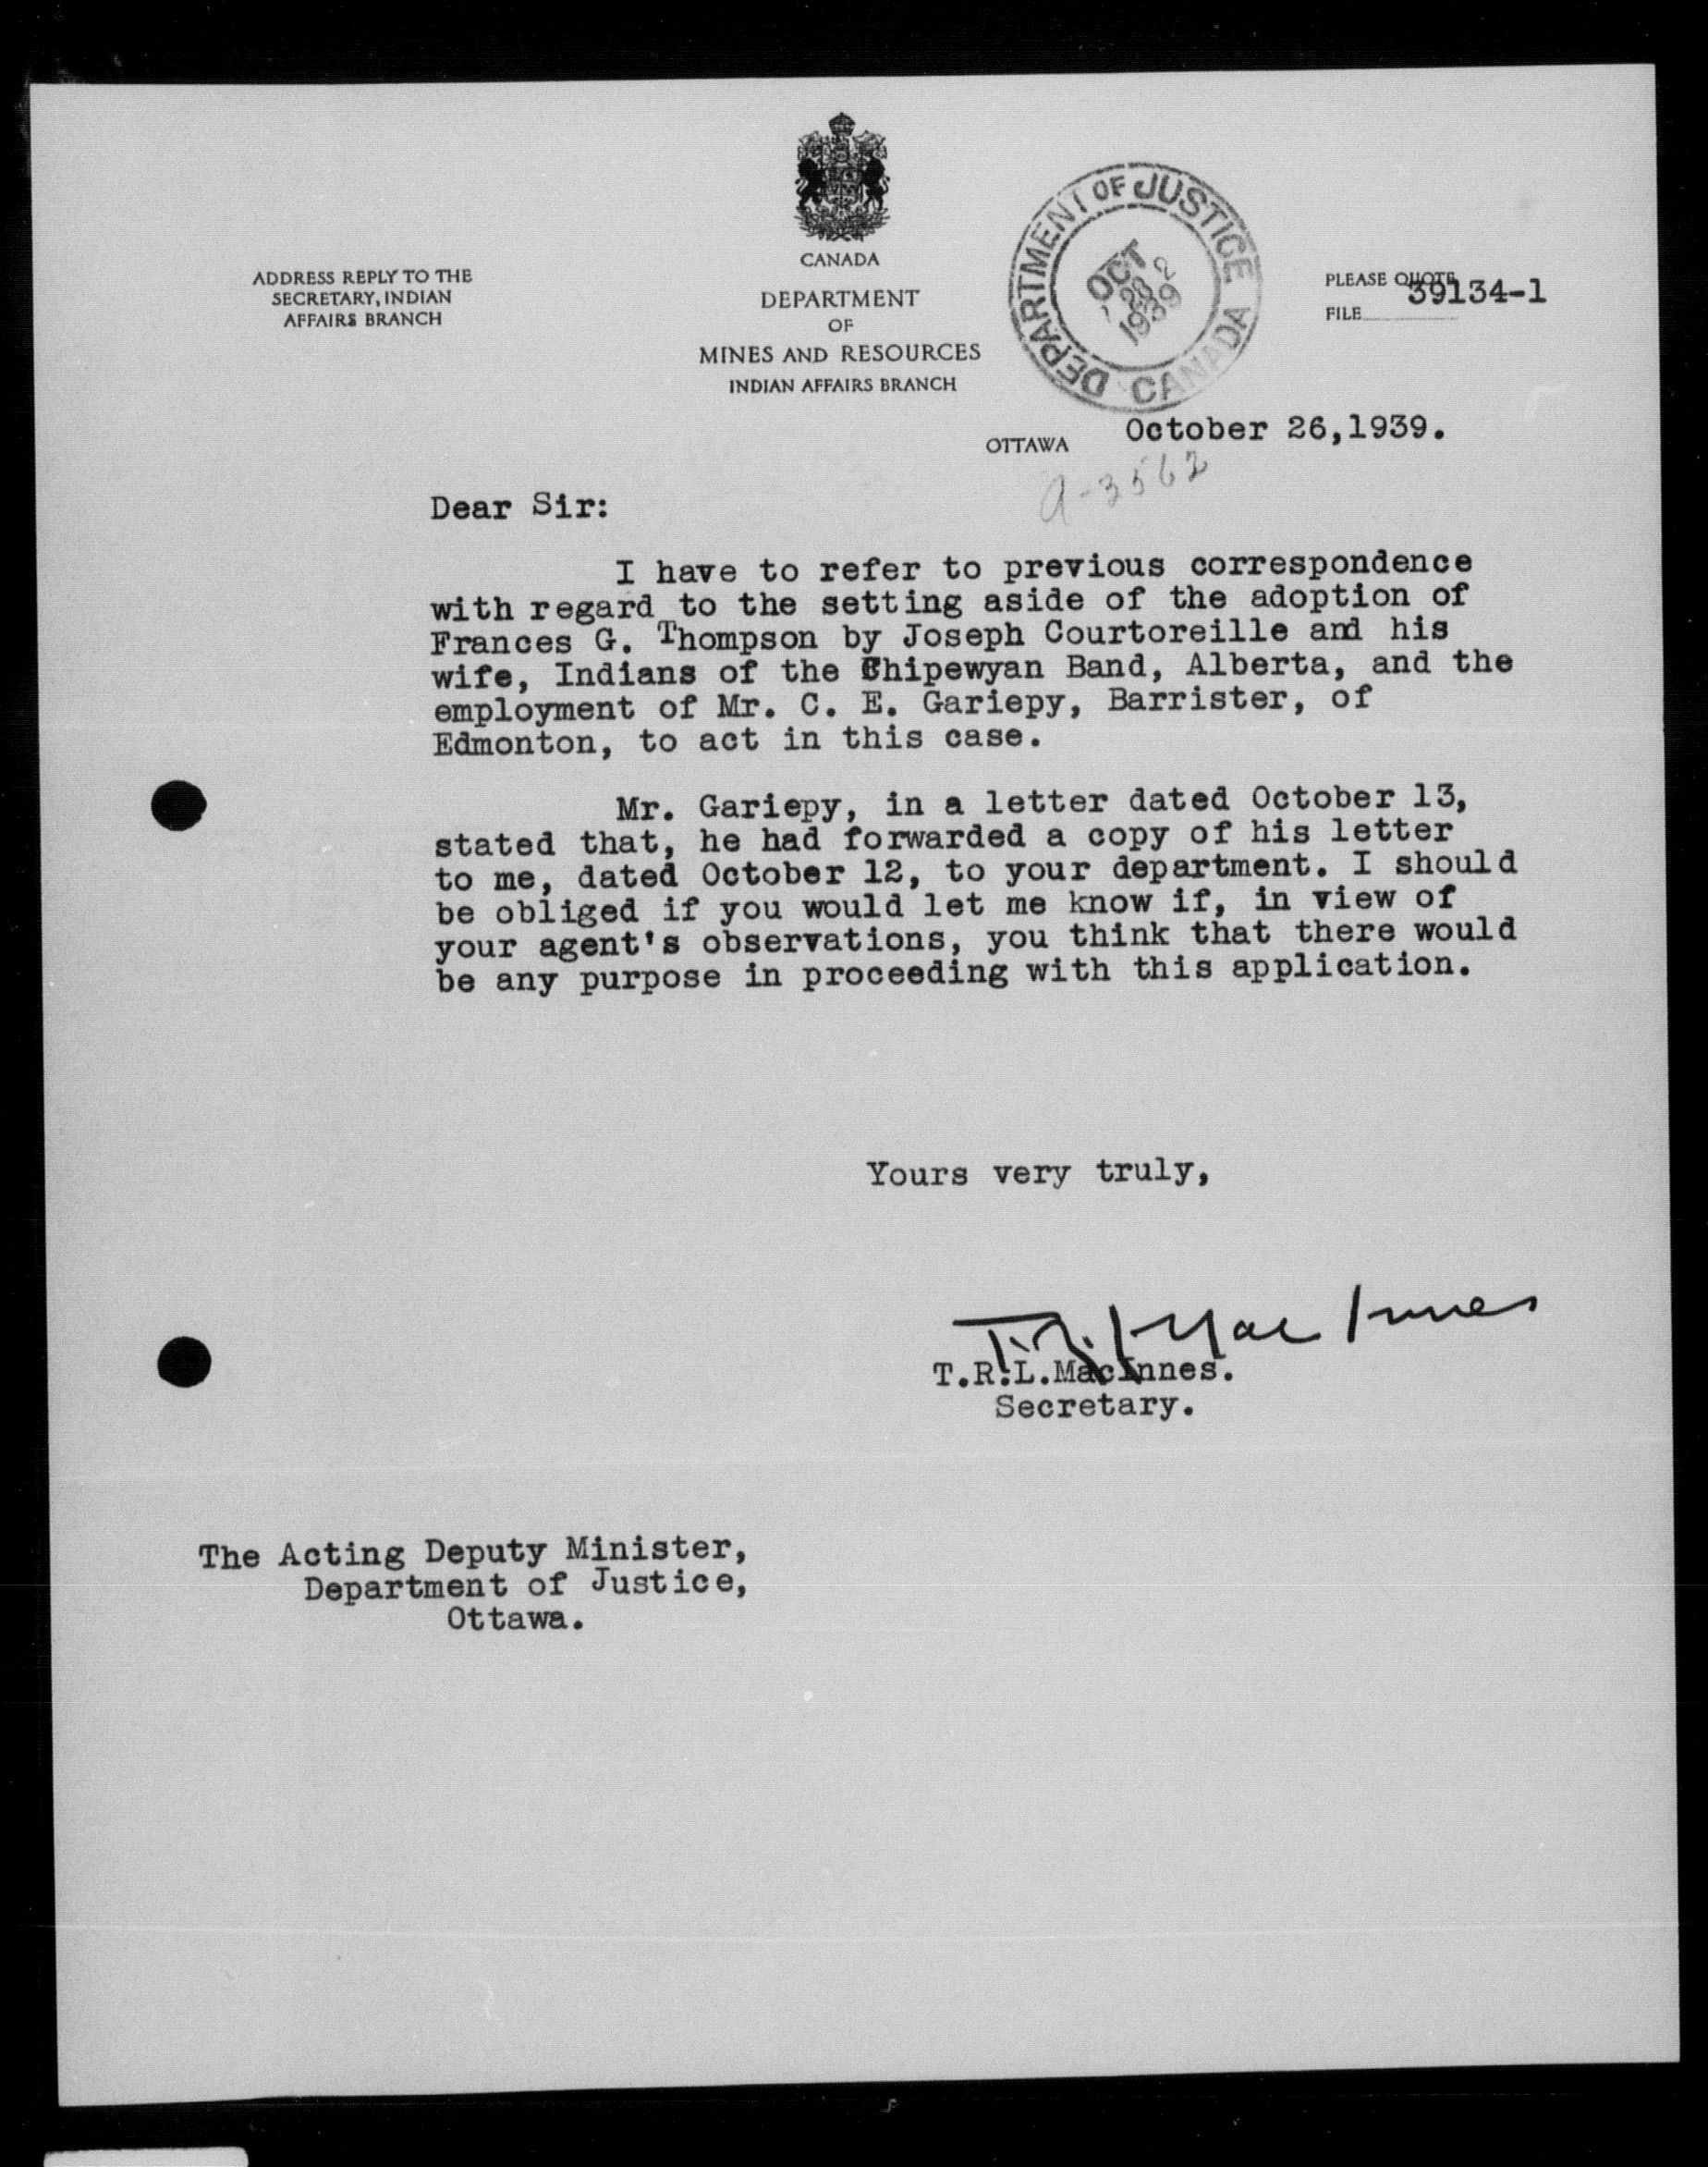 CANADA
DEPARTMENT
OF
MINES AND RESOURCES
INDIAN AFFAIRS BRANCH
ADDRESS REPLY TO THE
SECRETARY, INDIAN
AFFAIRS BRANCH
DEPARTMENT OF JUSTICE CANADA
OCT
28
1939
PLEASE QUOTE
39134-1
FILE
OTTAWA October 26,1939.
a-3562
Dear Sir:
I have to refer to previous correspondence
with regard to the setting aside of the adoption of
Frances G. Thompson by Joseph Courtoreille and his
wife, Indians of the Chipewyan Band, Alberta, and the
employment of Mr. C. E. Gariepy, Barrister, of
Edmonton, to act in this case.
Mr. Gariepy, in a letter dated October 13,
stated that, he had forwarded a copy of his letter
to me, dated October 12, to your department. I should
be obliged if you would let me know if, in view of
your agent's observations, you think that there would
be any purpose in proceeding with this application.
Yours very truly,
T.R.L. MacInnes
T.R.L.MacInnes.
Secretary.
The Acting Deputy Minister,
Department of Justice,
Ottawa.